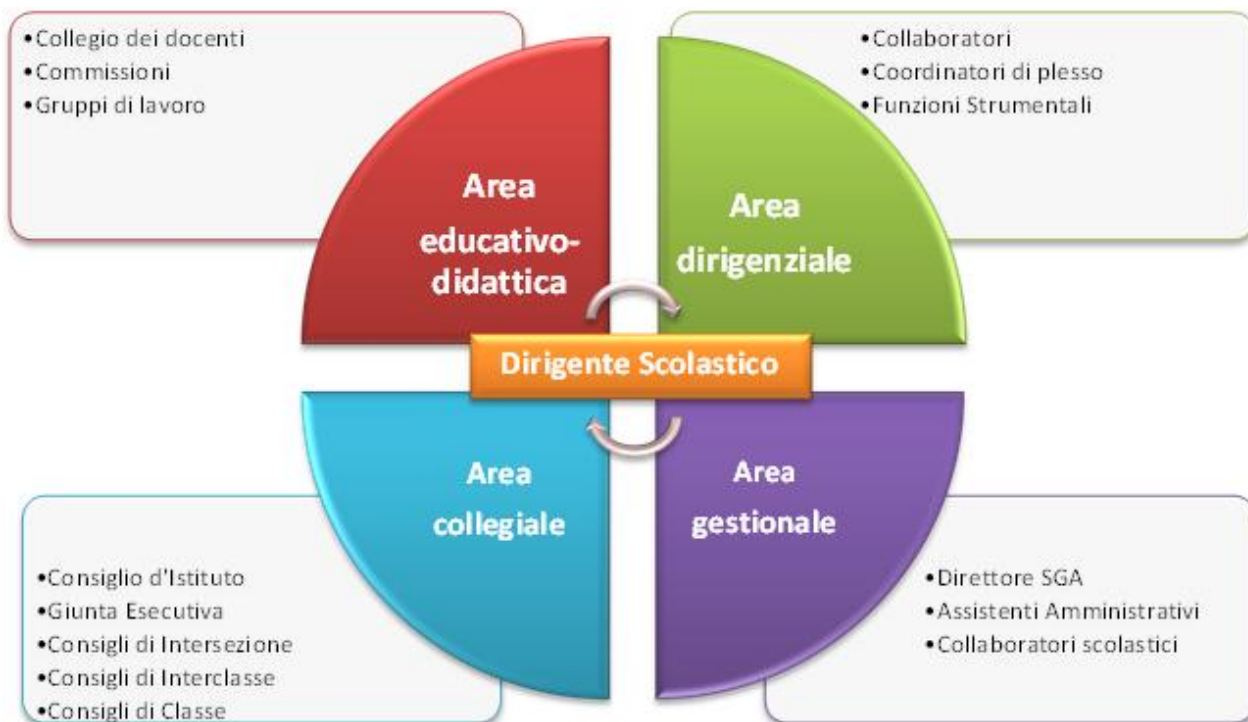 •Collegio dei docenti
•Commissioni
•Gruppi di lavoro
•Collaboratori
•Coordinatori di plesso
•Funzioni Strumentali
Area
educativo-
didattica
Area
dirigenziale
Dirigente Scolastico
Area
collegiale
Area
gestionale
•Consiglio d'Istituto
•Giunta Esecutiva
•Consigli di Intersezione
•Consigli di Interclasse
•Consigli di Classe
•Direttore SGA
•Assistenti Amministrativi
•Collaboratori scolastici